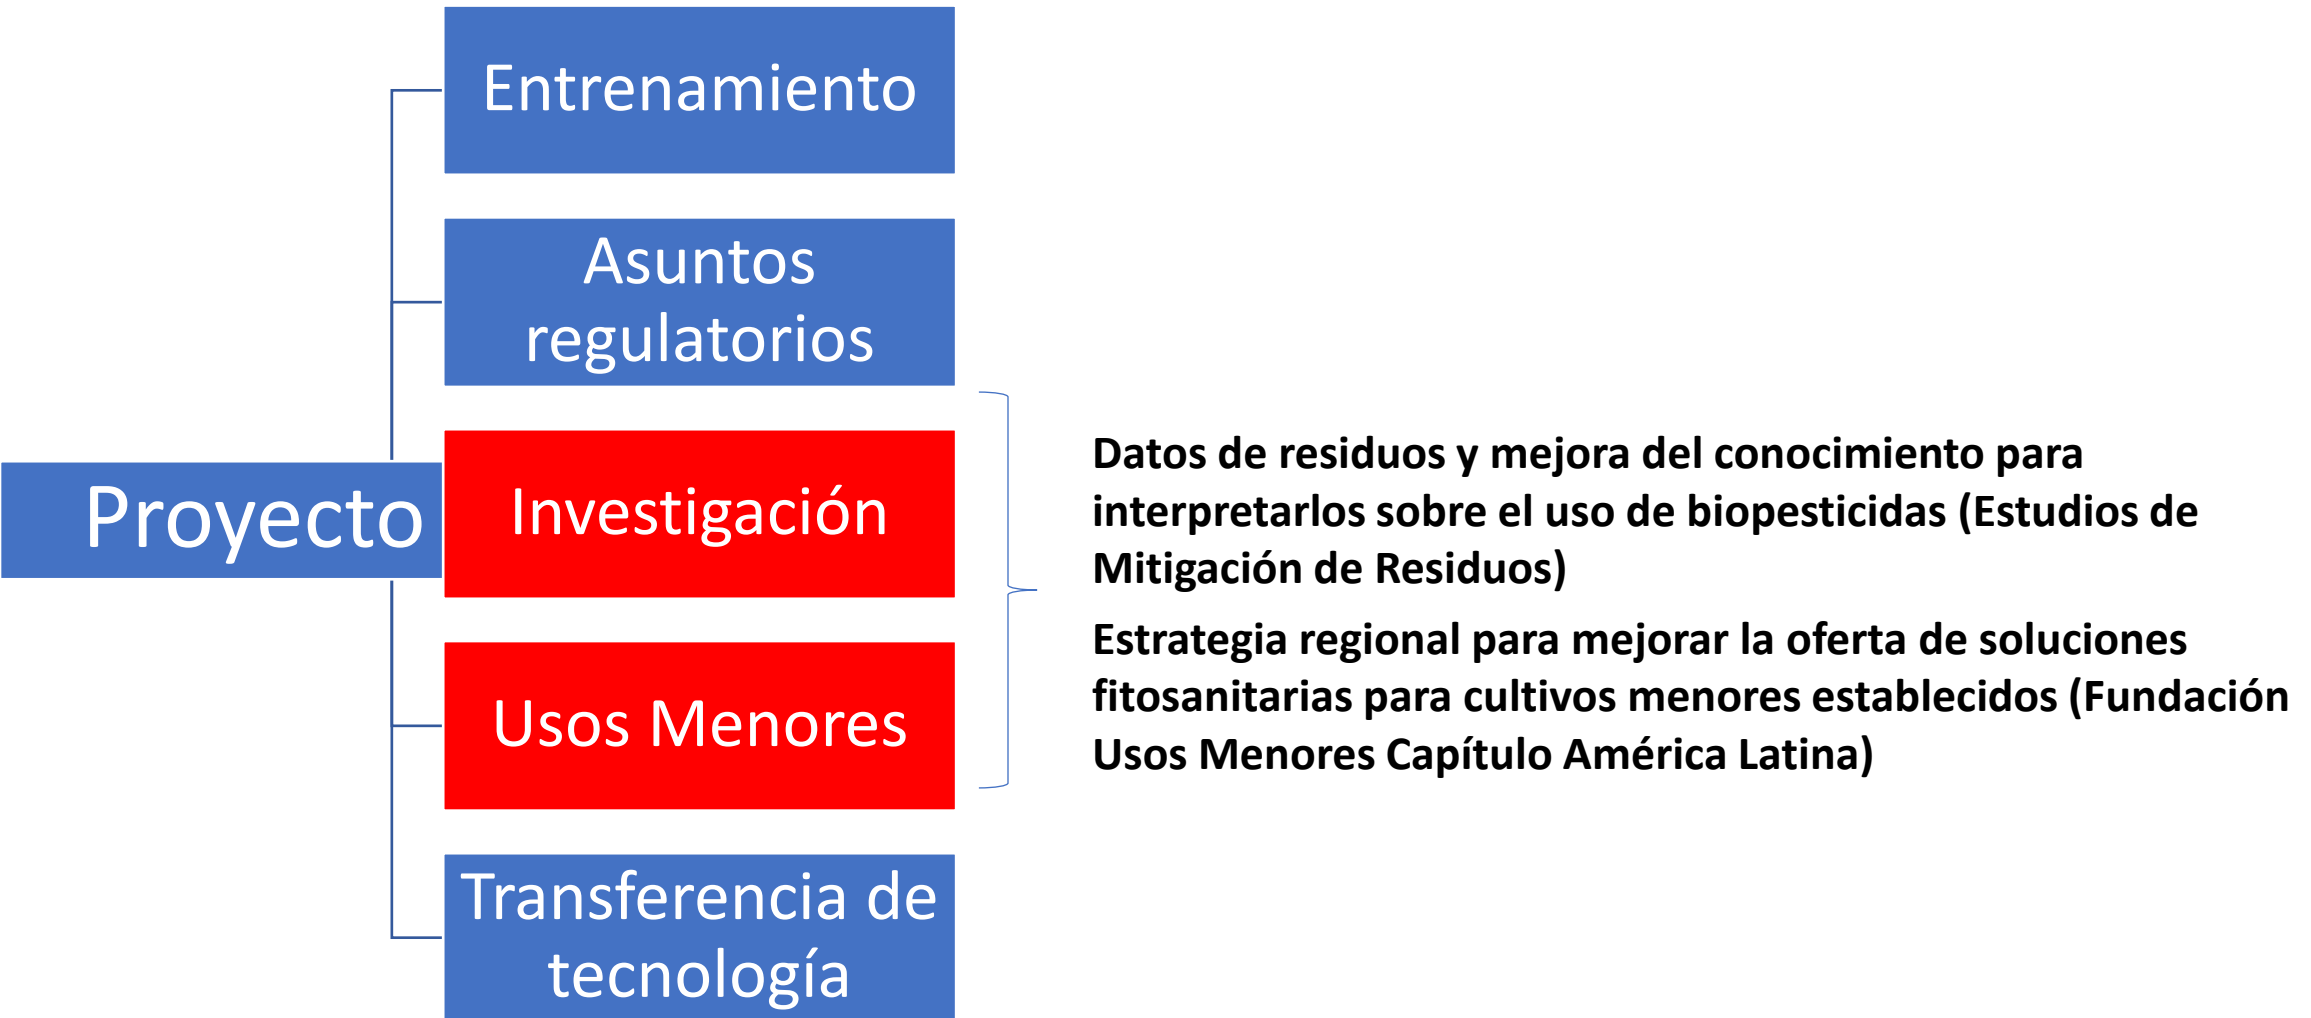 Entrenamiento
Asuntos
regulatorios
Proyecto
Investigación
Usos Menores
Transferencia de
tecnología
Datos de residuos y mejora del conocimiento para
interpretarlos sobre el uso de biopesticidas (Estudios de
Mitigación de Residuos)
Estrategia regional para mejorar la oferta de soluciones
fitosanitarias para cultivos menores establecidos (Fundación
Usos Menores Capítulo América Latina)